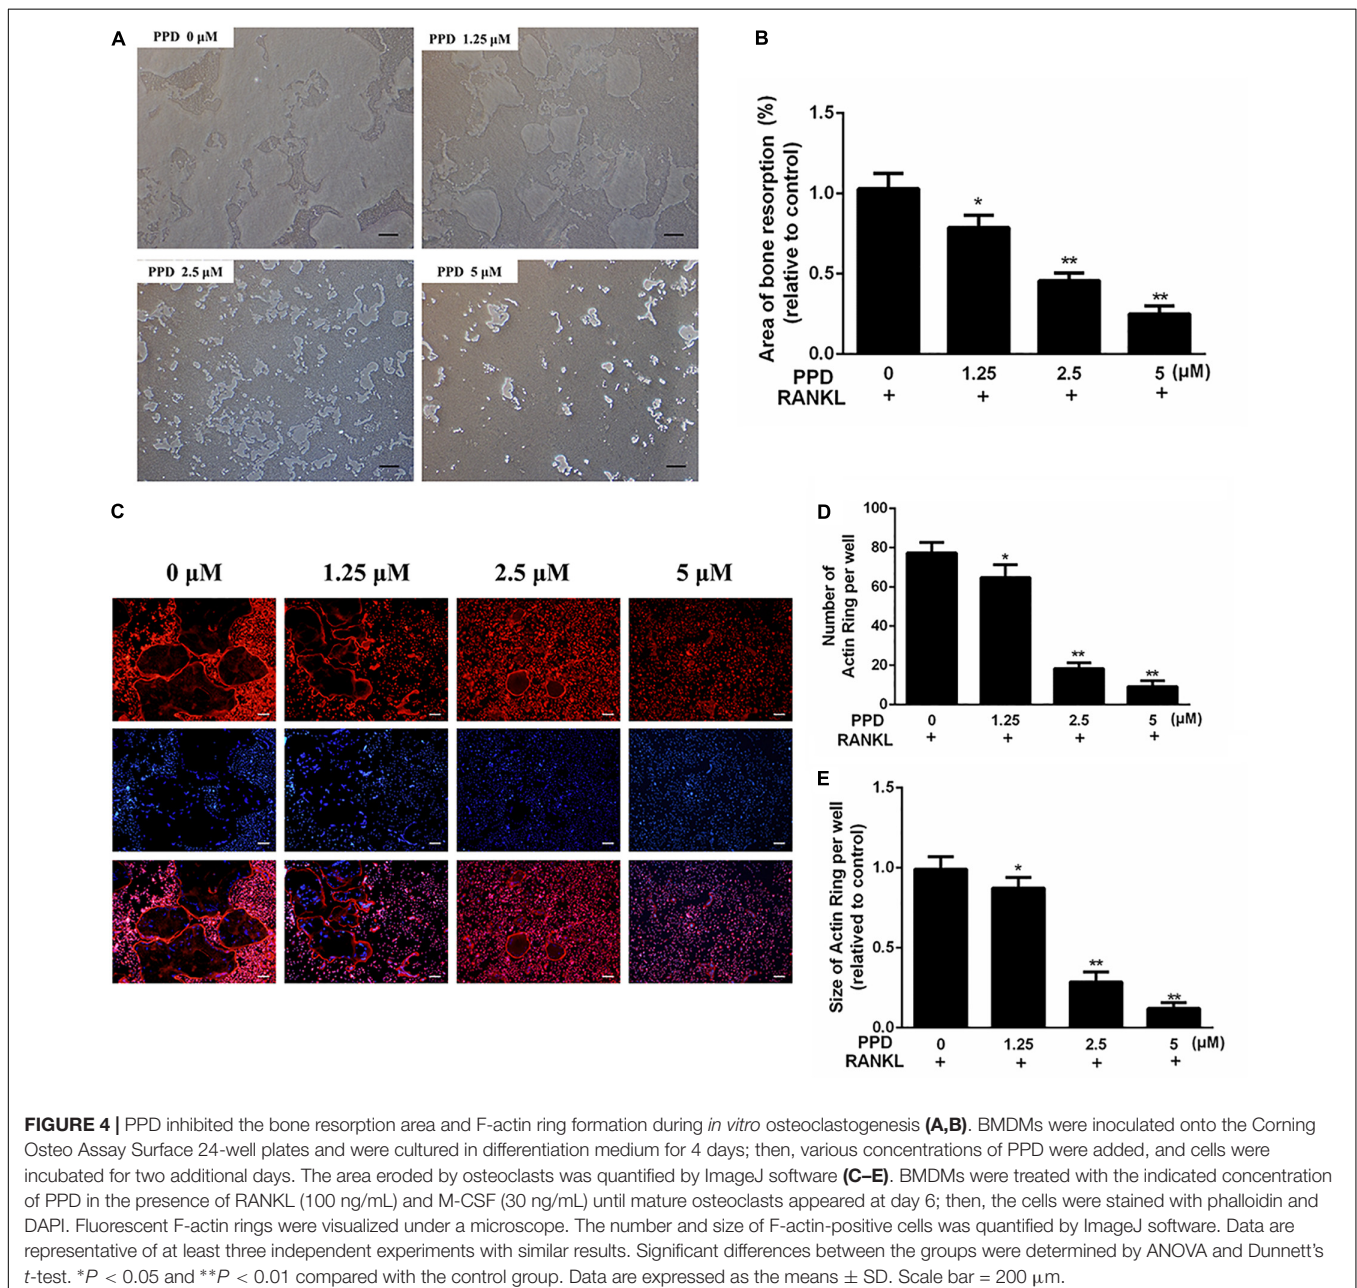 A
PPD 0 μM
PPD 1.25 μM
PPD 2.5 μM
PPD 5 μM
B
Area of bone resorption (%)
(relative to control)
1.5
1.0
0.5
0.0
*
**
**
PPD 0 1.25 2.5 5 (μM)
RANKL + + + +
C
0 μM 1.25 μM 2.5 μM 5 μM
D
Number of
Actin Ring per well
100
80
60
40
20
0
*
**
**
PPD 0 1.25 2.5 5 (μM)
RANKL + + + +
E
Size of Actin Ring per well
(relatived to control)
1.5
1.0
0.5
0.0
*
**
**
PPD 0 1.25 2.5 5 (μM)
RANKL + + + +
FIGURE 4 | PPD inhibited the bone resorption area and F-actin ring formation during in vitro osteoclastogenesis (A,B). BMDMs were inoculated onto the Corning
Osteo Assay Surface 24-well plates and were cultured in differentiation medium for 4 days; then, various concentrations of PPD were added, and cells were
incubated for two additional days. The area eroded by osteoclasts was quantified by ImageJ software (C–E). BMDMs were treated with the indicated concentration
of PPD in the presence of RANKL (100 ng/mL) and M-CSF (30 ng/mL) until mature osteoclasts appeared at day 6; then, the cells were stained with phalloidin and
DAPI. Fluorescent F-actin rings were visualized under a microscope. The number and size of F-actin-positive cells was quantified by ImageJ software. Data are
representative of at least three independent experiments with similar results. Significant differences between the groups were determined by ANOVA and Dunnett's
t-test. *P < 0.05 and **P < 0.01 compared with the control group. Data are expressed as the means ± SD. Scale bar = 200 μm.